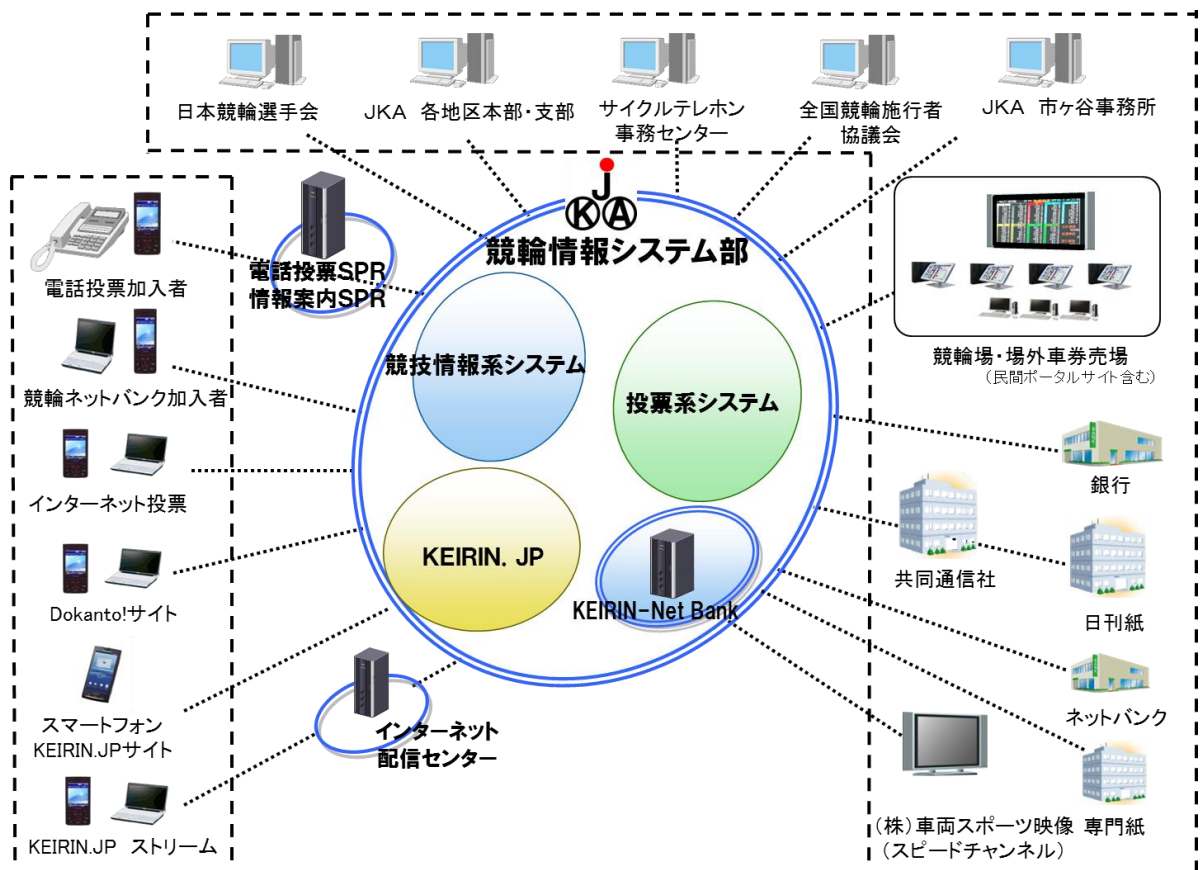 日本競輪選手会
JKA 各地区本部・支部
サイクルテレホン
事務センター
全国競輪施行者
協議会
JKA 市ヶ谷事務所
JKA
競輪情報システム部
電話投票SPR
情報案内SPR
競技情報系システム
投票系システム
KEIRIN. JP
KEIRIN-Net Bank
インターネット
配信センター
電話投票加入者
競輪ネットバンク加入者
インターネット投票
Dokanto!サイト
スマートフォン
KEIRIN.JPサイト
KEIRIN.JP ストリーム
競輪場・場外車券売場
(民間ポータルサイト含む)
銀行
共同通信社
日刊紙
ネットバンク
(株)車両スポーツ映像
(スピードチャンネル)
専門紙